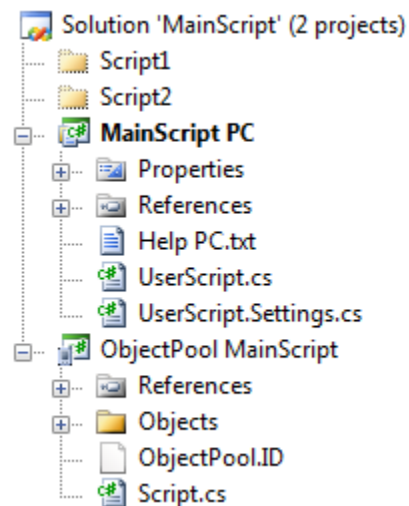 Solution 'MainScript' (2 projects)
Script1
Script2
MainScript PC
Properties
References
Help PC.txt
UserScript.cs
UserScript.Settings.cs
ObjectPool MainScript
References
Objects
ObjectPool.ID
Script.cs